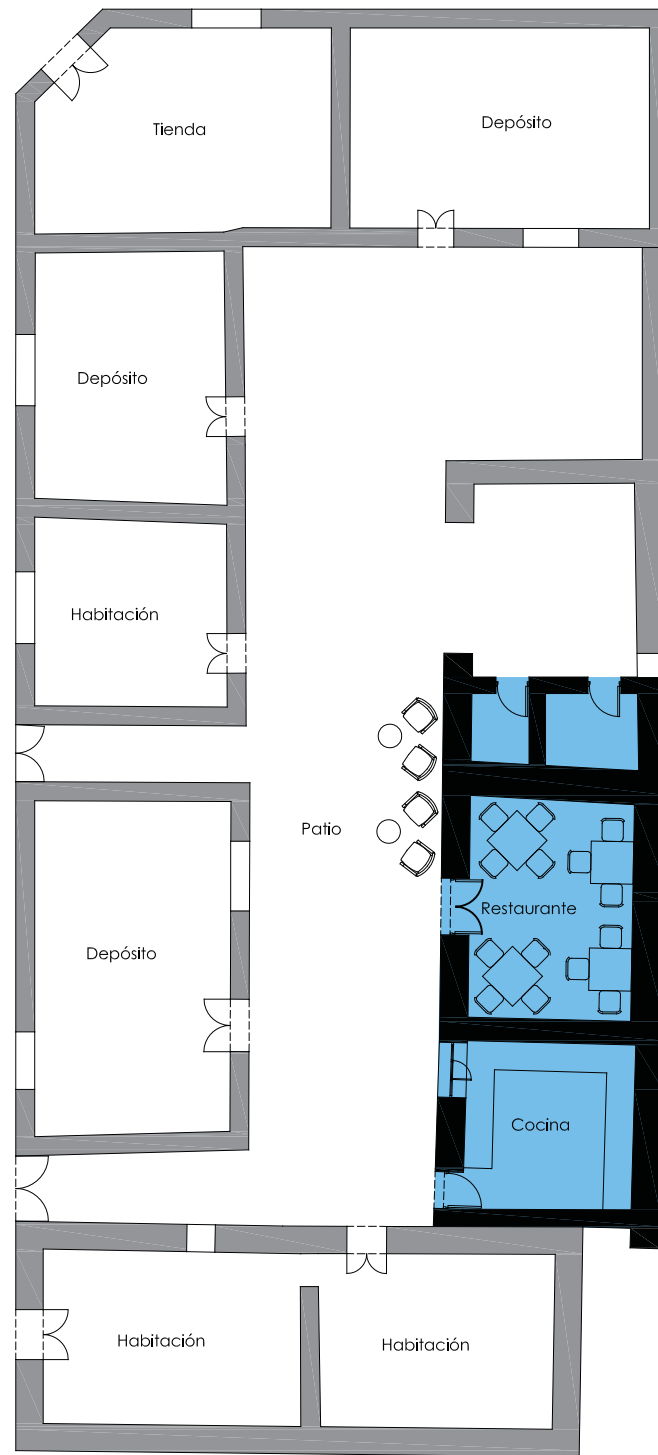 Tienda
Depósito
Depósito
Habitación
Patio
Restaurante
Depósito
Cocina
Habitación
Habitación